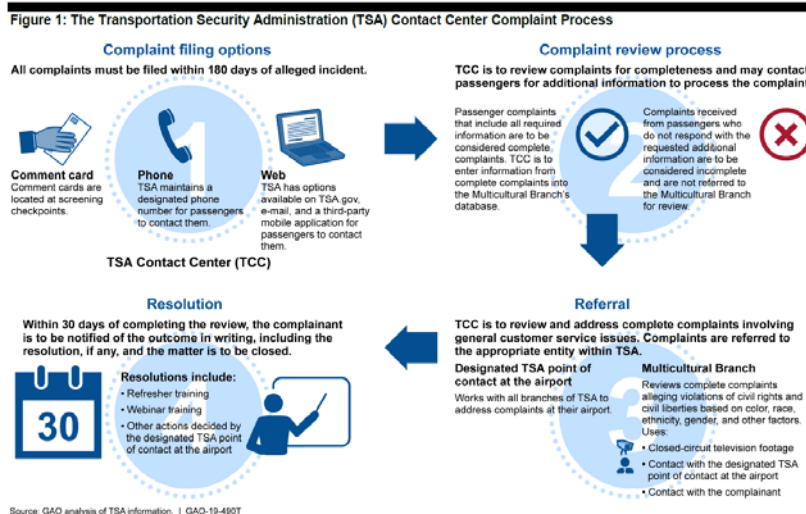 Figure 1: The Transportation Security Administration (TSA) Contact Center Complaint Process
Complaint filing options
All complaints must be filed within 180 days of alleged incident.
1
Comment card
Comment cards are
located at screening
checkpoints.
Phone
TSA maintains a
designated phone
number for passengers
to contact them.
Web
TSA has options
available on TSA.gov,
e-mail, and a third-party
mobile application for
passengers to contact
them.
TSA Contact Center (TCC)
Complaint review process
TCC is to review complaints for completeness and may contact
passengers for additional information to process the complaint
2
Passenger complaints
that include all required
information are to be
considered complete
complaints. TCC is to
enter information from
complete complaints into
the Multicultural Branch's
database.
Complaints received
from passengers who
do not respond with the
requested additional
information are to be
considered incomplete
and are not referred to
the Multicultural Branch
for review.
Referral
TCC is to review and address complete complaints involving
general customer service issues. Complaints are referred to
the appropriate entity within TSA.
3
Designated TSA point of
contact at the airport
Works with all branches of TSA to
address complaints at their airport.
Multicultural Branch
Reviews complete complaints
alleging violations of civil rights and
civil liberties based on color, race,
ethnicity, gender, and other factors.
Uses:
• Closed-circuit television footage
• Contact with the designated TSA
point of contact at the airport
• Contact with the complainant
Resolution
Within 30 days of completing the review, the complainant
is to be notified of the outcome in writing, including the
resolution, if any, and the matter is to be closed.
4
30
Resolutions include:
• Refresher training
• Webinar training
• Other actions decided by
the designated TSA point
of contact at the airport
Source: GAO analysis of TSA information. | GAO-19-490T